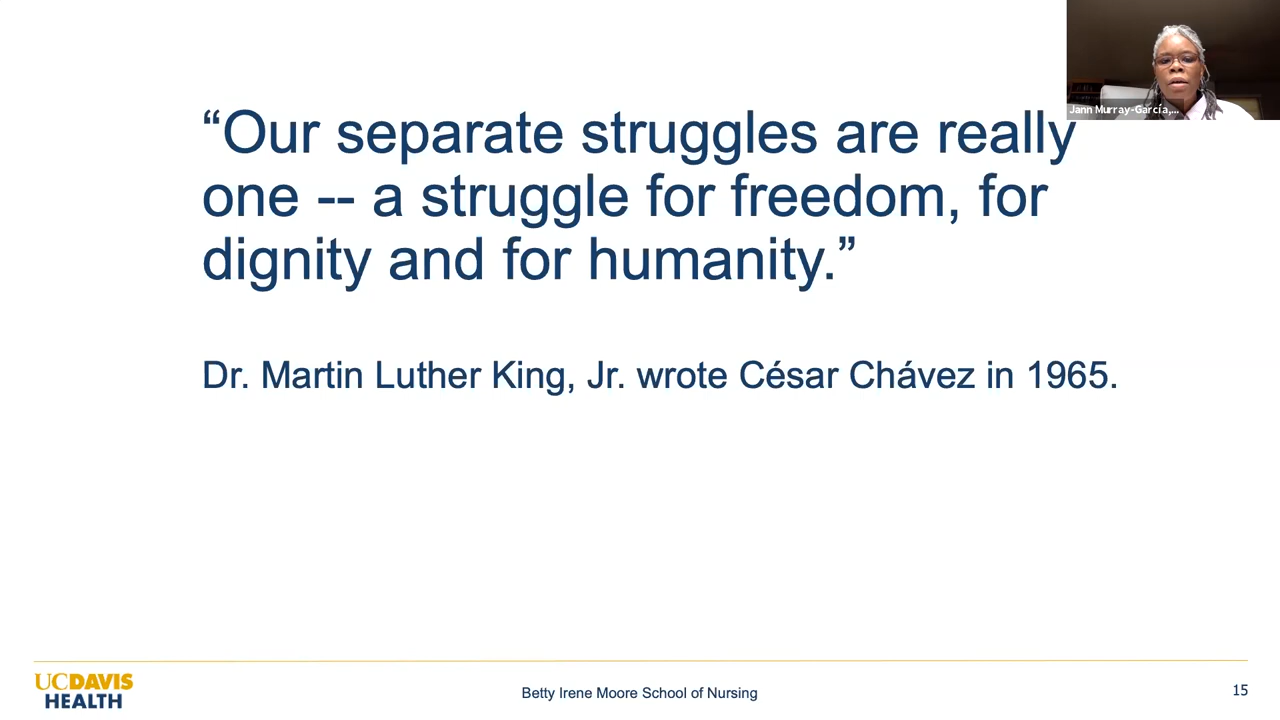 Jann Murray-García,...
“Our separate struggles are really
one -- a struggle for freedom, for
dignity and for humanity.”
Dr. Martin Luther King, Jr. wrote César Chávez in 1965.
UCDAVIS
HEALTH
Betty Irene Moore School of Nursing
15